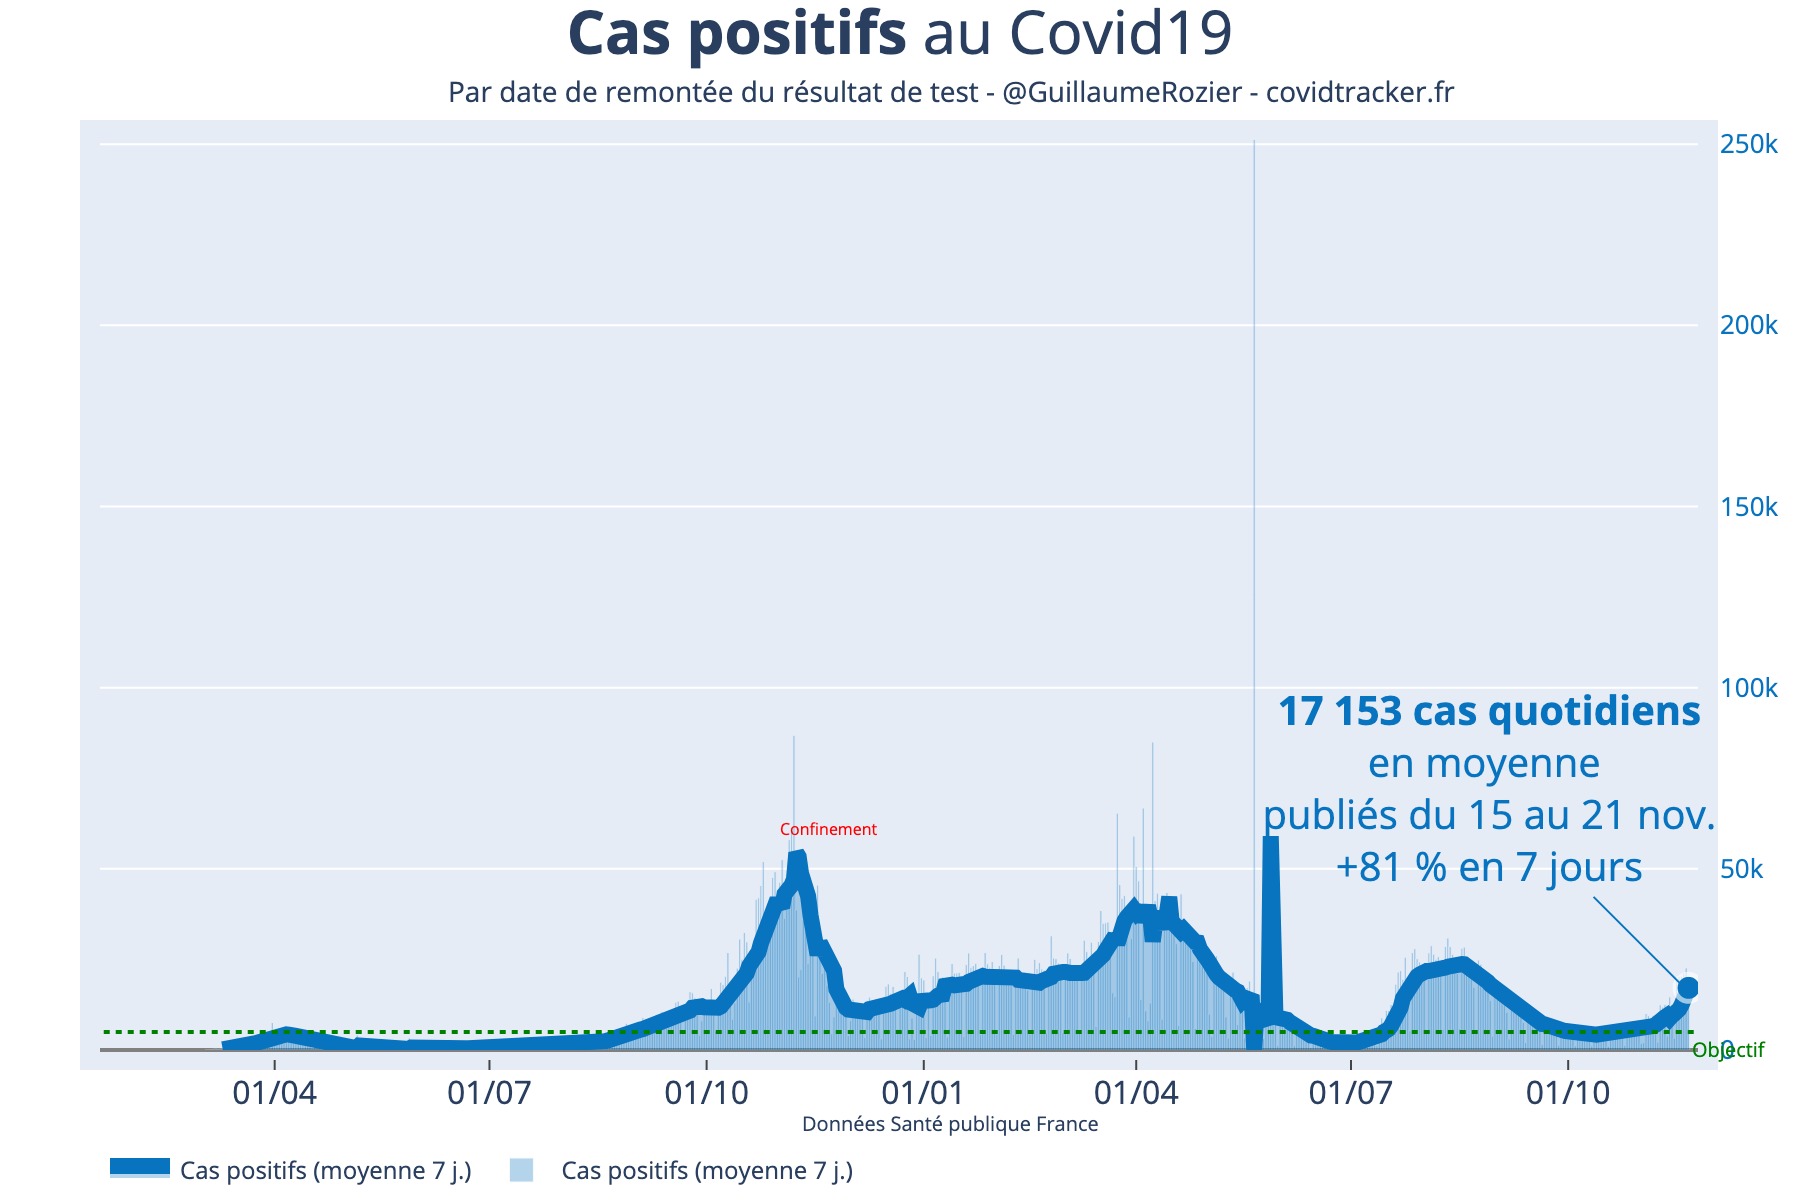 Cas positifs au Covid19
Par date de remontée du résultat de test - @GuillaumeRozier - covidtracker.fr
250k
200k
150k
100k
17 153 cas quotidiens
en moyenne
publiés du 15 au 21 nov.
+81 % en 7 jours
Confinement
50k
0
Objectif
01/04
01/07
01/10
01/01
01/04
01/07
01/10
Données Santé publique France
Cas positifs (moyenne 7 j.)
Cas positifs (moyenne 7 j.)